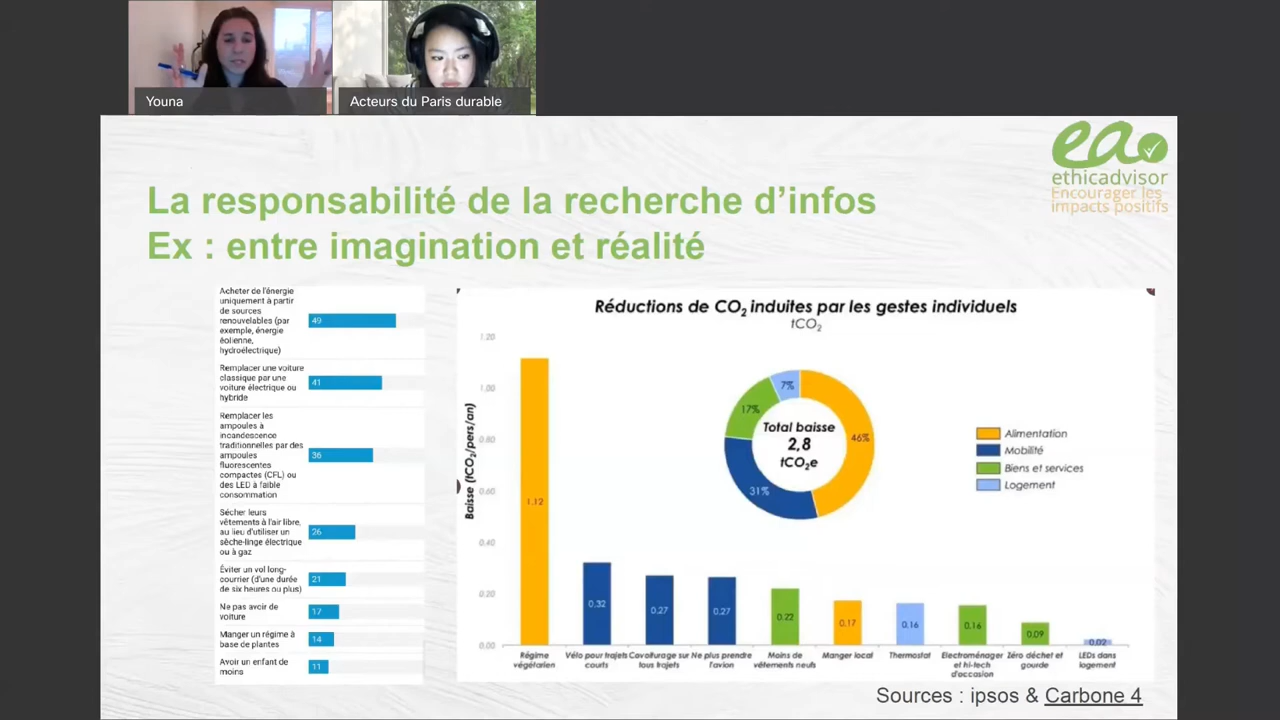 Youna
Acteurs du Paris durable
ea
ethicadvisor
Encourager les
impacts positifs
La responsabilité de la recherche d'infos
Ex : entre imagination et réalité
Acheter de l'énergie
uniquement à partir
de sources
renouvelables (par
exemple, énergie
éolienne,
hydroélectrique)
49
Remplacer une voiture
classique par une
voiture électrique ou
hybride
41
Remplacer les
ampoules à
incandescence
traditionnelles par des
ampoules
fluorescentes
compactes (CFL) ou
des LED à faible
consommation
36
Sécher leurs
vêtements à l'air libre,
au lieu d'utiliser un
sèche-linge électrique
ou à gaz
26
Éviter un vol long-
courrier (d'une durée
de six heures ou plus)
21
Ne pas avoir de
voiture
17
Manger un régime à
base de plantes
14
Avoir un enfant de
moins
11
Réductions de CO2 induites par les gestes individuels
tCO2
Baisse (tCO2/pers/an)
1.20
1.00
0.80
0.60
0.40
0.20
0.00
1.12
0.32
0.27
0.27
0.22
0.17
0.16
0.16
0.09
0.02
Régime
végétarien
Vélo pour trajets
courts
Covoiturage sur
tous trajets
Ne plus prendre
l'avion
Moins de
vêtements neufs
Manger local
Thermostat
Electroménager
et hi-tech
d'occasion
Zéro déchet et
gourde
LEDs dans
logement
7%
17%
46%
31%
Total baisse
2,8
tCO2e
Alimentation
Mobilité
Biens et services
Logement
Sources : ipsos & Carbone 4